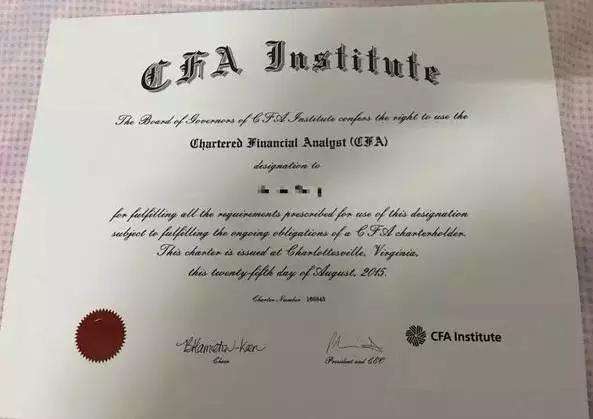 CFA Institute
The Board of Governors of CFA Institute confers the right to use the
Chartered Financial Analyst (CFA)
designation to
for fulfilling all the requirements prescribed for use of this designation
subject to fulfilling the ongoing obligations of a CFA charterholder.
This charter is issued at Charlottesville, Virginia,
this twenty-fifth day of August, 2015.
Charter Number
Chair
President and CEO
CFA Institute